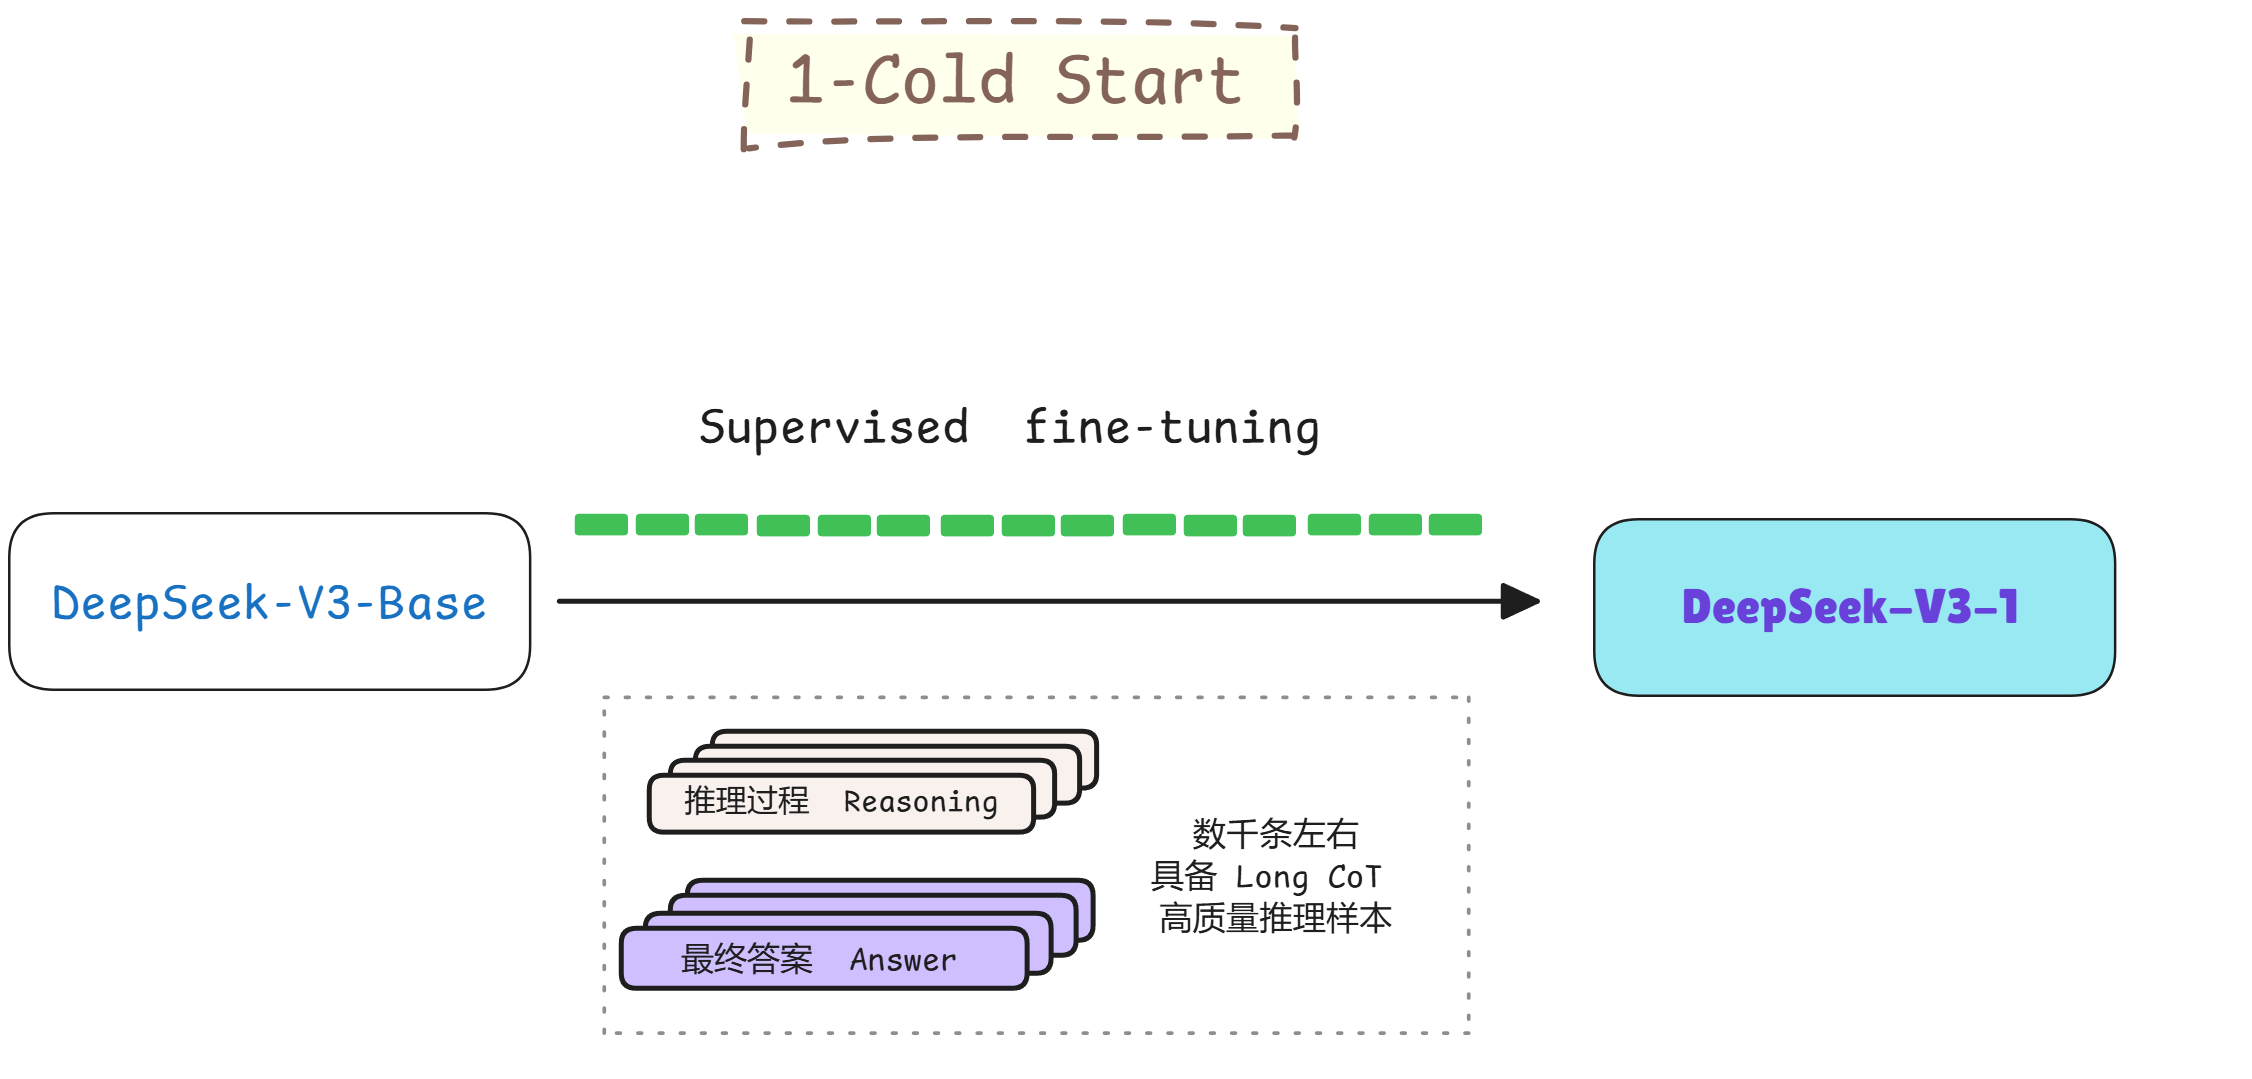 1-Cold Start
Supervised fine-tuning
DeepSeek-V3-Base
DeepSeek-V3-1
推理过程 Reasoning
最终答案 Answer
数千条左右
具备 Long CoT
高质量推理样本